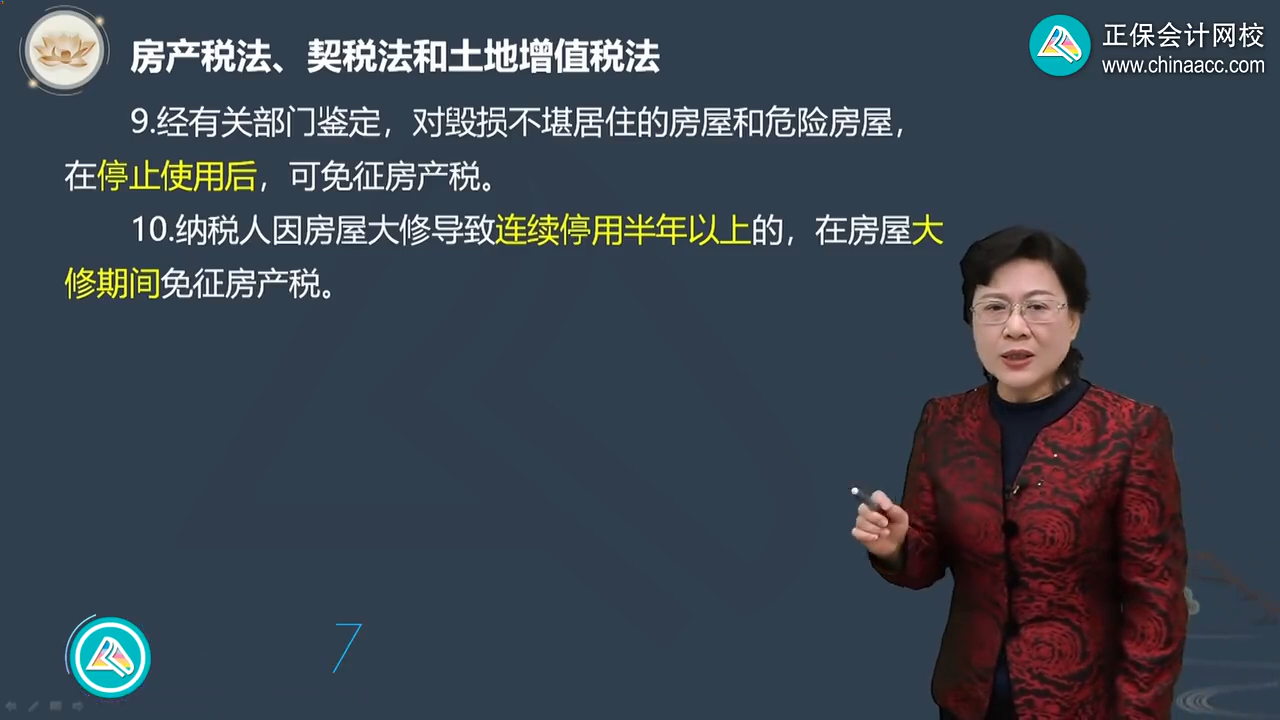 房产税法、契税法和土地增值税法
正保会计网校
www.chinaacc.com
9.经有关部门鉴定，对毁损不堪居住的房屋和危险房屋，
在停止使用后，可免征房产税。
10.纳税人因房屋大修导致连续停用半年以上的，在房屋大
修期间免征房产税。
7